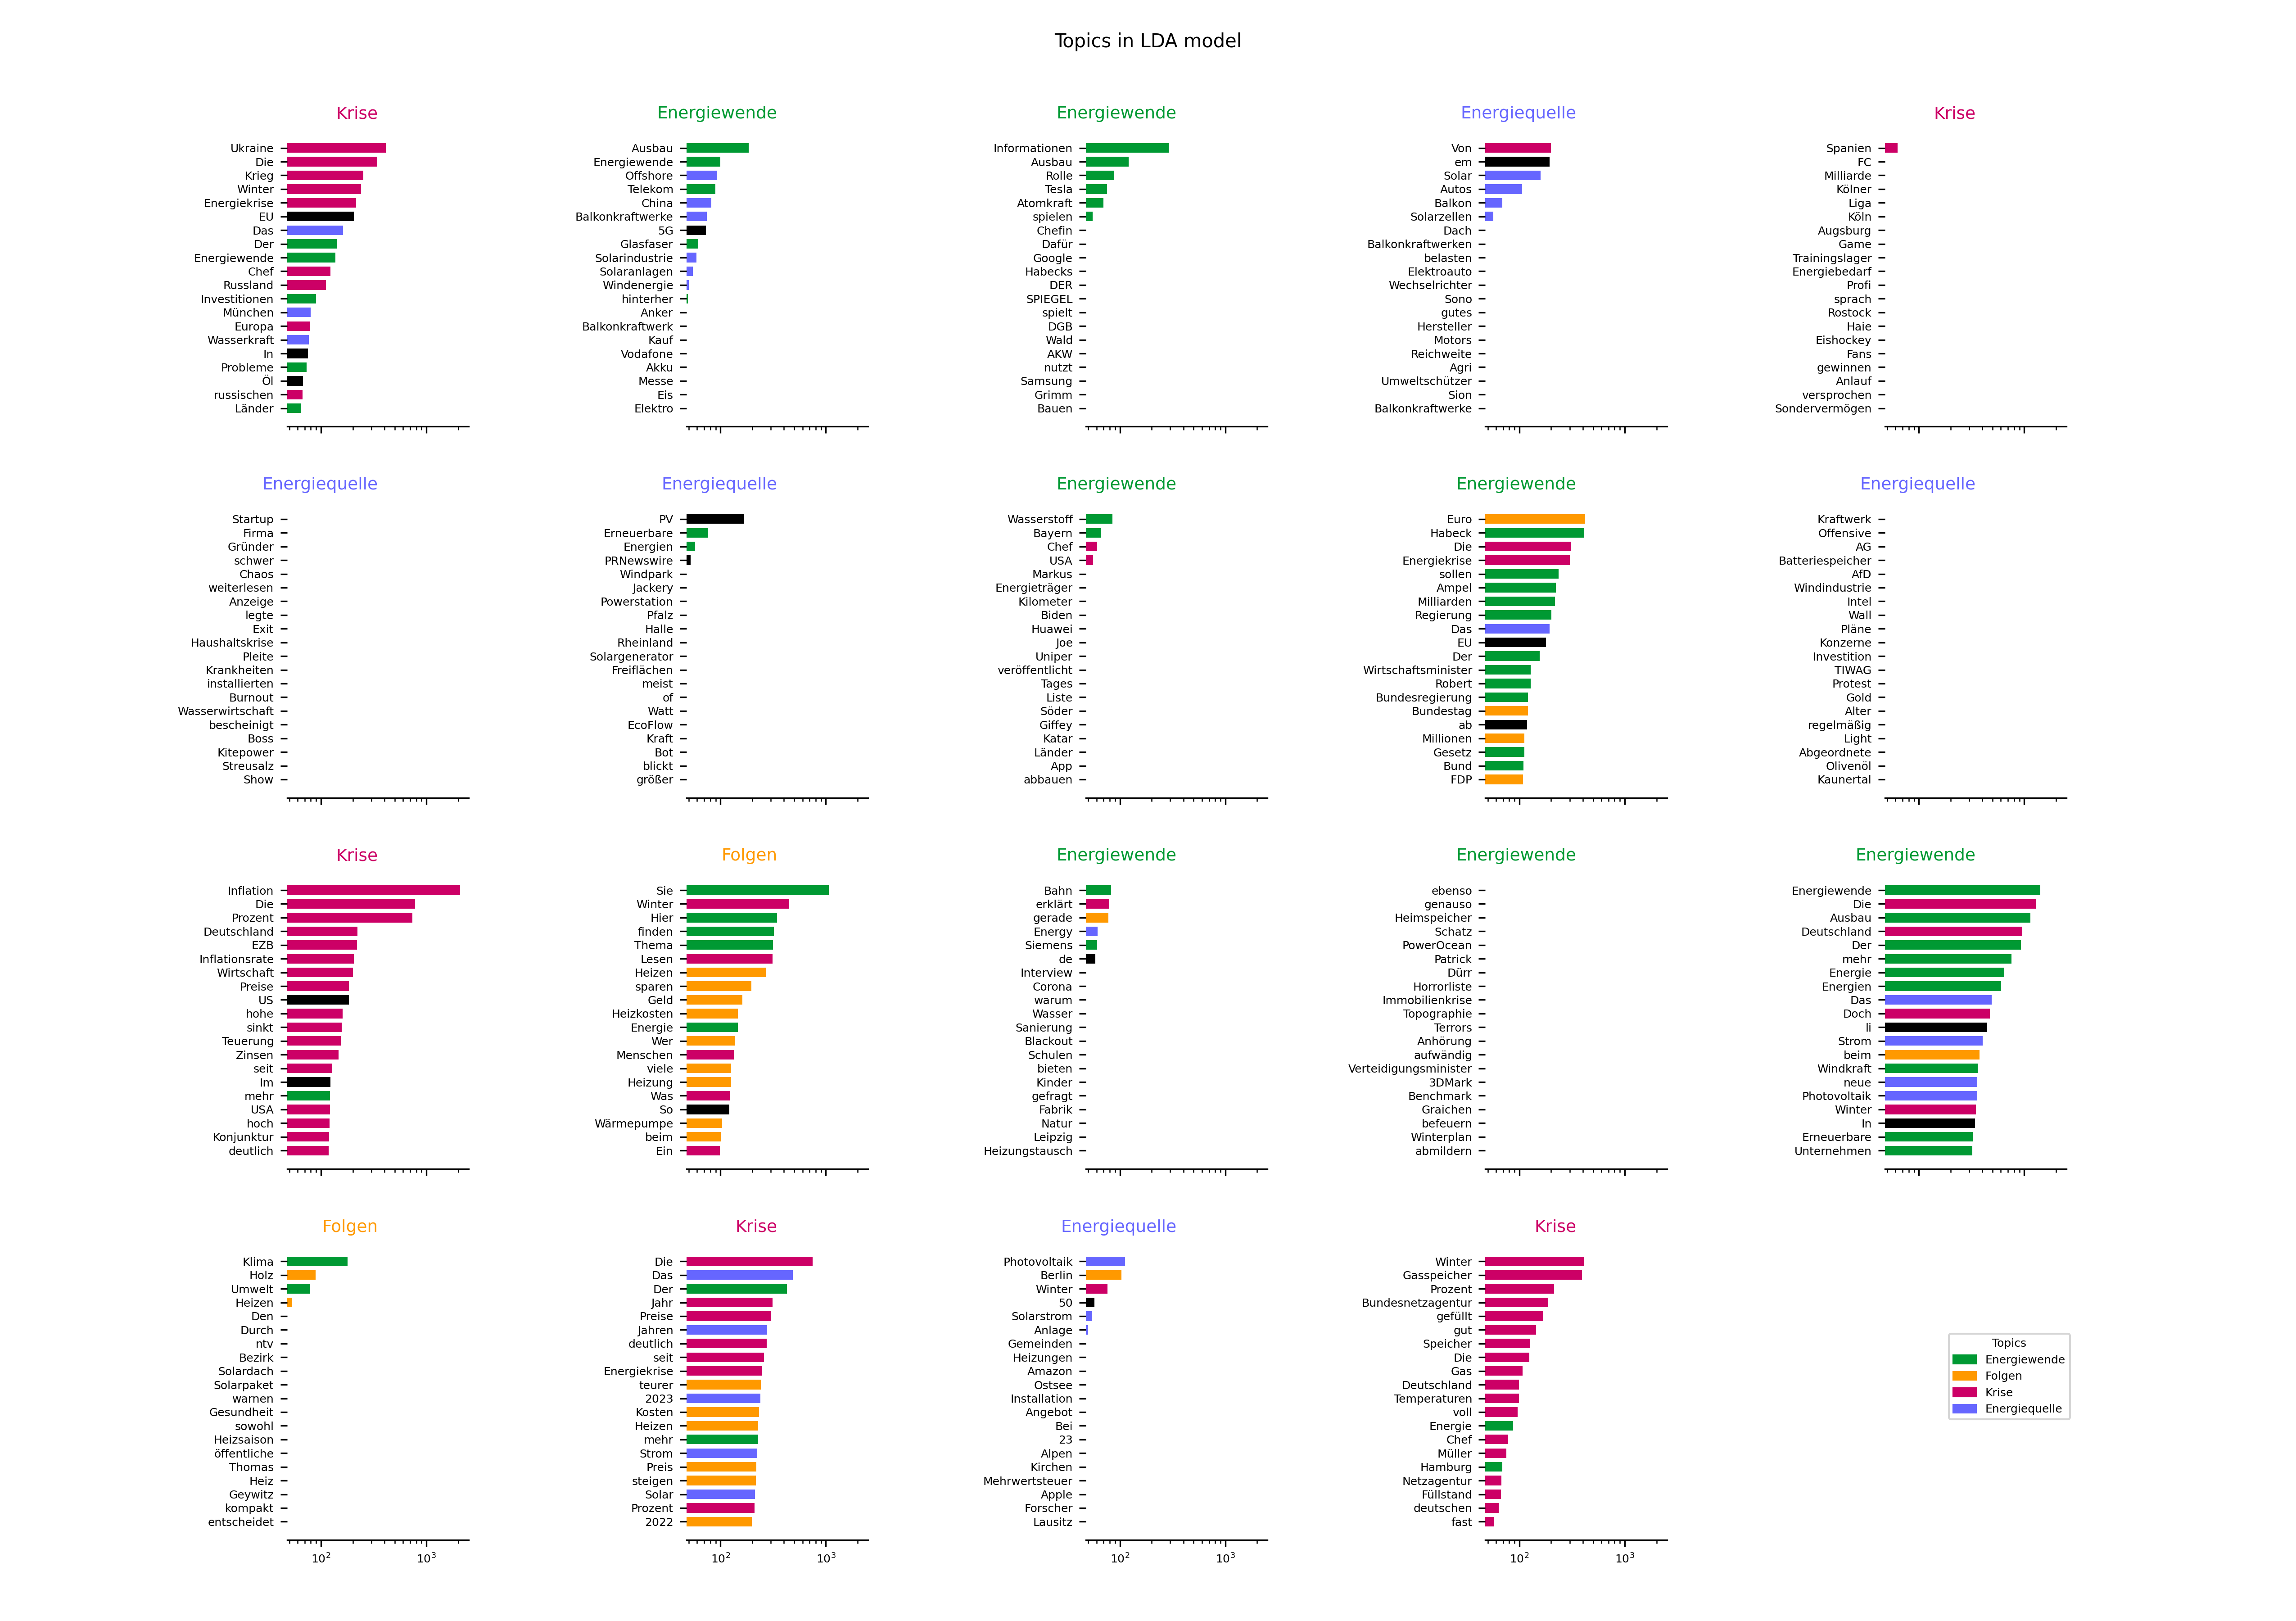 Topics in LDA model
Krise
Ukraine
Die
Krieg
Winter
Energiekrise
EU
Das
Der
Energiewende
Chef
Russland
Investitionen
München
Europa
Wasserkraft
In
Probleme
Öl
russischen
Länder
Energiewende
Ausbau
Energiewende
Offshore
Telekom
China
Balkonkraftwerke
5G
Glasfaser
Solarindustrie
Solaranlagen
Windenergie
hinterher
Anker
Balkonkraftwerk
Kauf
Vodafone
Akku
Messe
Eis
Elektro
Energiewende
Informationen
Ausbau
Rolle
Tesla
Atomkraft
spielen
Chefin
Dafür
Google
Habecks
DER
SPIEGEL
spielt
DGB
Wald
AKW
nutzt
Samsung
Grimm
Bauen
Energiequelle
Von
em
Solar
Autos
Balkon
Solarzellen
Dach
Balkonkraftwerken
belasten
Elektroauto
Wechselrichter
Sono
gutes
Hersteller
Motors
Reichweite
Agri
Umweltschützer
Sion
Balkonkraftwerke
Krise
Spanien
FC
Milliarde
Kölner
Liga
Köln
Augsburg
Game
Trainingslager
Energiebedarf
Profi
sprach
Rostock
Haie
Eishockey
Fans
gewinnen
Anlauf
versprochen
Sondervermögen
Energiequelle
Startup
Firma
Gründer
schwer
Chaos
weiterlesen
Anzeige
legte
Exit
Haushaltskrise
Pleite
Krankheiten
installierten
Burnout
Wasserwirtschaft
bescheinigt
Boss
Kitepower
Streusalz
Show
Energiequelle
PV
Erneuerbare
Energien
PRNewswire
Windpark
Jackery
Powerstation
Pfalz
Halle
Rheinland
Solargenerator
Freiflächen
meist
of
Watt
EcoFlow
Kraft
Bot
blickt
größer
Energiewende
Wasserstoff
Bayern
Chef
USA
Markus
Energieträger
Kilometer
Biden
Huawei
Joe
Uniper
veröffentlicht
Tages
Liste
Söder
Giffey
Katar
Länder
App
abbauen
Energiewende
Euro
Habeck
Die
Energiekrise
sollen
Ampel
Milliarden
Regierung
Das
EU
Der
Wirtschaftsminister
Robert
Bundesregierung
Bundestag
ab
Millionen
Gesetz
Bund
FDP
Energiequelle
Kraftwerk
Offensive
AG
Batteriespeicher
AfD
Windindustrie
Intel
Wall
Pläne
Konzerne
Investition
TIWAG
Protest
Gold
Alter
regelmäßig
Light
Abgeordnete
Olivenöl
Kaunertal
Krise
Inflation
Die
Prozent
Deutschland
EZB
Inflationsrate
Wirtschaft
Preise
US
hohe
sinkt
Teuerung
Zinsen
seit
Im
mehr
USA
hoch
Konjunktur
deutlich
Folgen
Sie
Winter
Hier
finden
Thema
Lesen
Heizen
sparen
Geld
Heizkosten
Energie
Wer
Menschen
viele
Heizung
Was
So
Wärmepumpe
beim
Ein
Energiewende
Bahn
erklärt
gerade
Energy
Siemens
de
Interview
Corona
warum
Wasser
Sanierung
Blackout
Schulen
bieten
Kinder
gefragt
Fabrik
Natur
Leipzig
Heizungstausch
Energiewende
ebenso
genauso
Heimspeicher
Schatz
PowerOcean
Patrick
Dürr
Horrorliste
Immobilienkrise
Topographie
Terrors
Anhörung
aufwändig
Verteidigungsminister
3DMark
Benchmark
Graichen
befeuern
Winterplan
abmildern
Energiewende
Energiewende
Die
Ausbau
Deutschland
Der
mehr
Energie
Energien
Das
Doch
li
Strom
beim
Windkraft
neue
Photovoltaik
Winter
In
Erneuerbare
Unternehmen
Folgen
Klima
Holz
Umwelt
Heizen
Den
Durch
ntv
Bezirk
Solardach
Solarpaket
warnen
Gesundheit
sowohl
Heizsaison
öffentliche
Thomas
Heiz
Geywitz
kompakt
entscheidet
10² 10³
Krise
Die
Das
Der
Jahr
Preise
Jahren
deutlich
seit
Energiekrise
teurer
2023
Kosten
Heizen
mehr
Strom
Preis
steigen
Solar
Prozent
2022
10² 10³
Energiequelle
Photovoltaik
Berlin
Winter
50
Solarstrom
Anlage
Gemeinden
Heizungen
Amazon
Ostsee
Installation
Angebot
Bei
23
Alpen
Kirchen
Mehrwertsteuer
Apple
Forscher
Lausitz
10² 10³
Krise
Winter
Gasspeicher
Prozent
Bundesnetzagentur
gefüllt
gut
Speicher
Die
Gas
Deutschland
Temperaturen
voll
Energie
Chef
Müller
Hamburg
Netzagentur
Füllstand
deutschen
fast
10² 10³
Topics
Energiewende
Folgen
Krise
Energiequelle